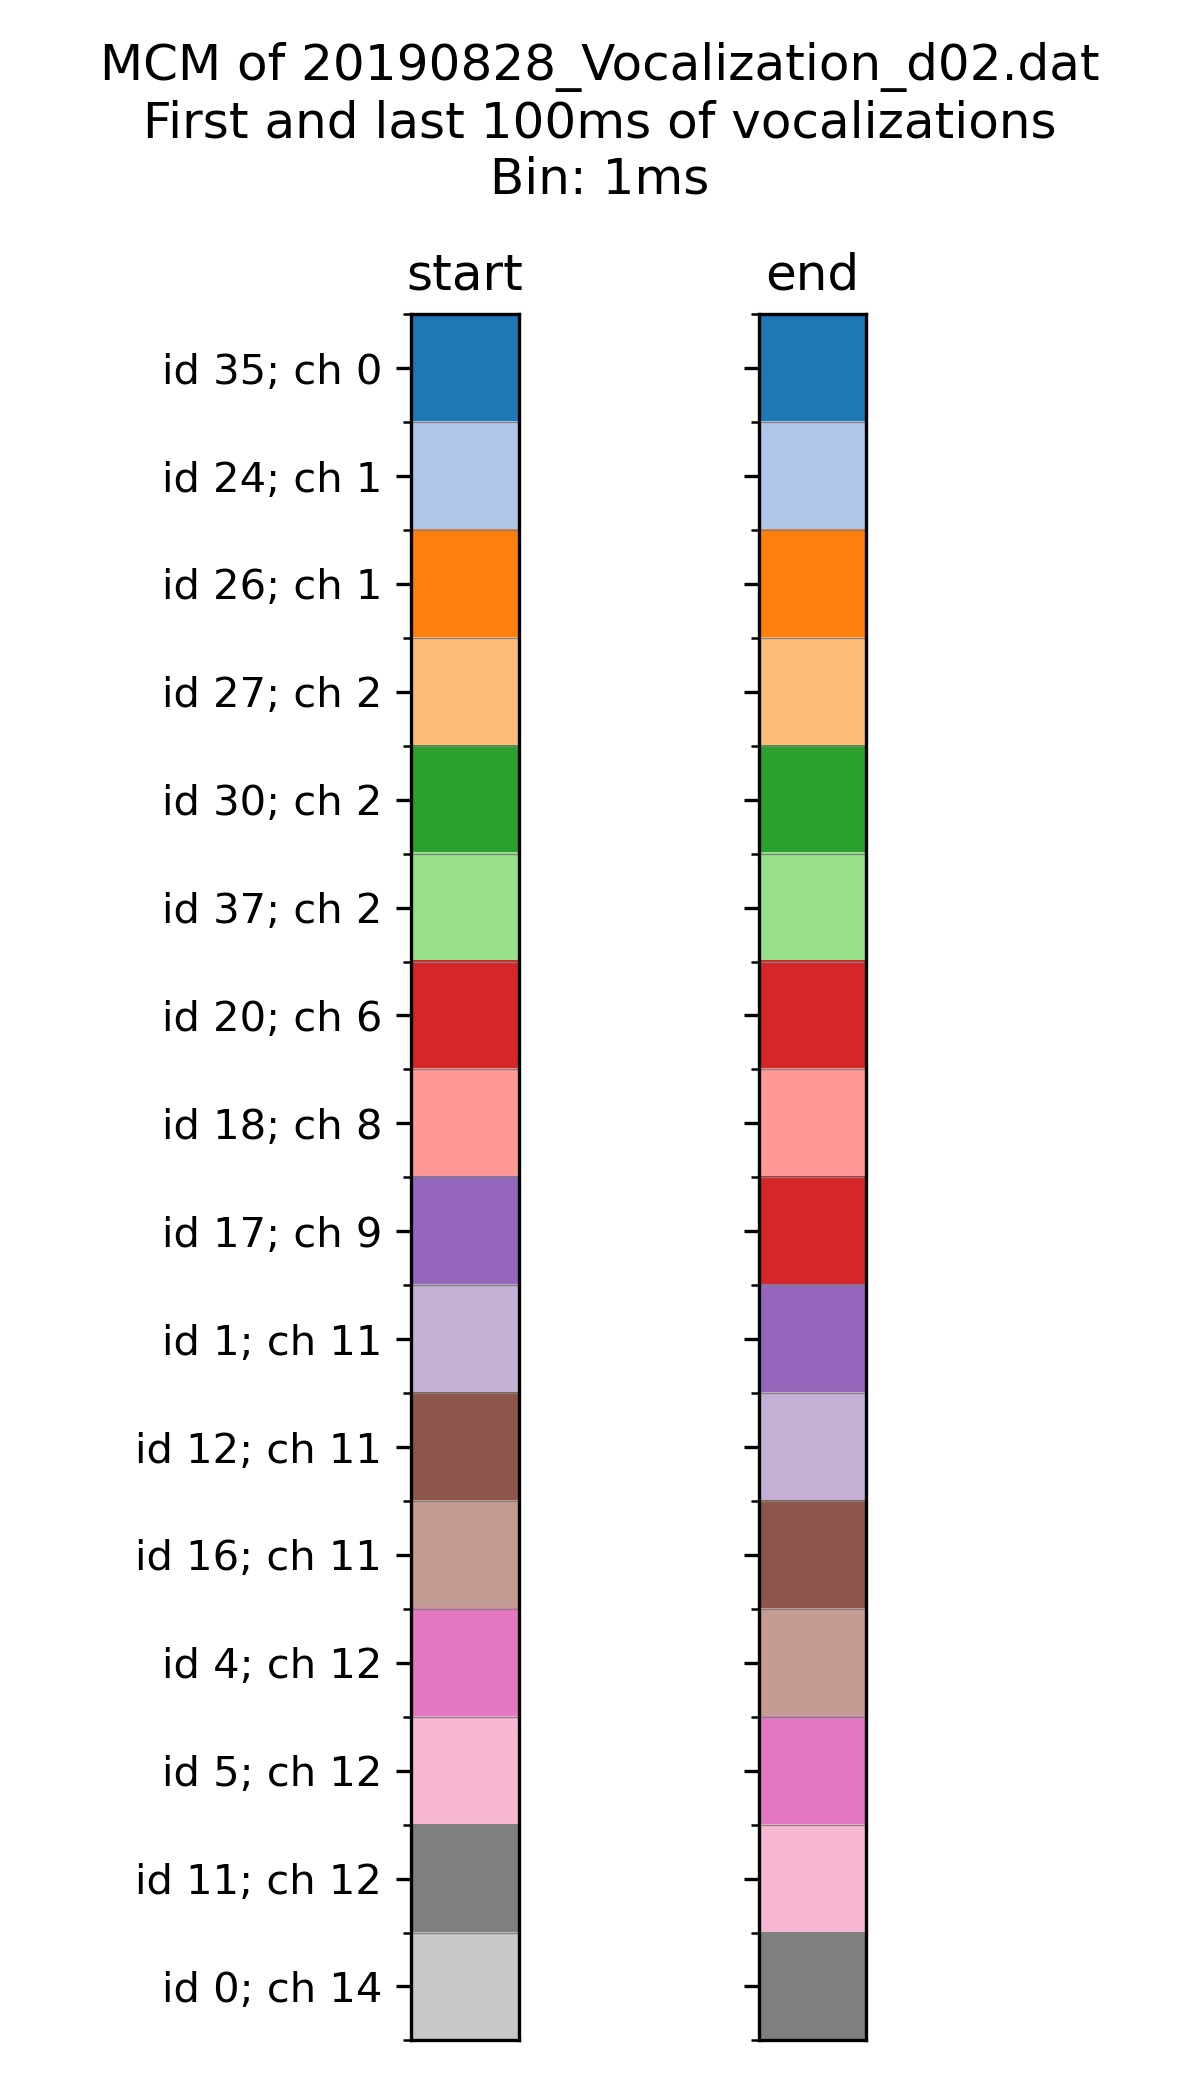 MCM of 20190828_Vocalization_d02.dat
First and last 100ms of vocalizations
Bin: 1ms
start end
id 35; ch 0
id 24; ch 1
id 26; ch 1
id 27; ch 2
id 30; ch 2
id 37; ch 2
id 20; ch 6
id 18; ch 8
id 17; ch 9
id 1; ch 11
id 12; ch 11
id 16; ch 11
id 4; ch 12
id 5; ch 12
id 11; ch 12
id 0; ch 14